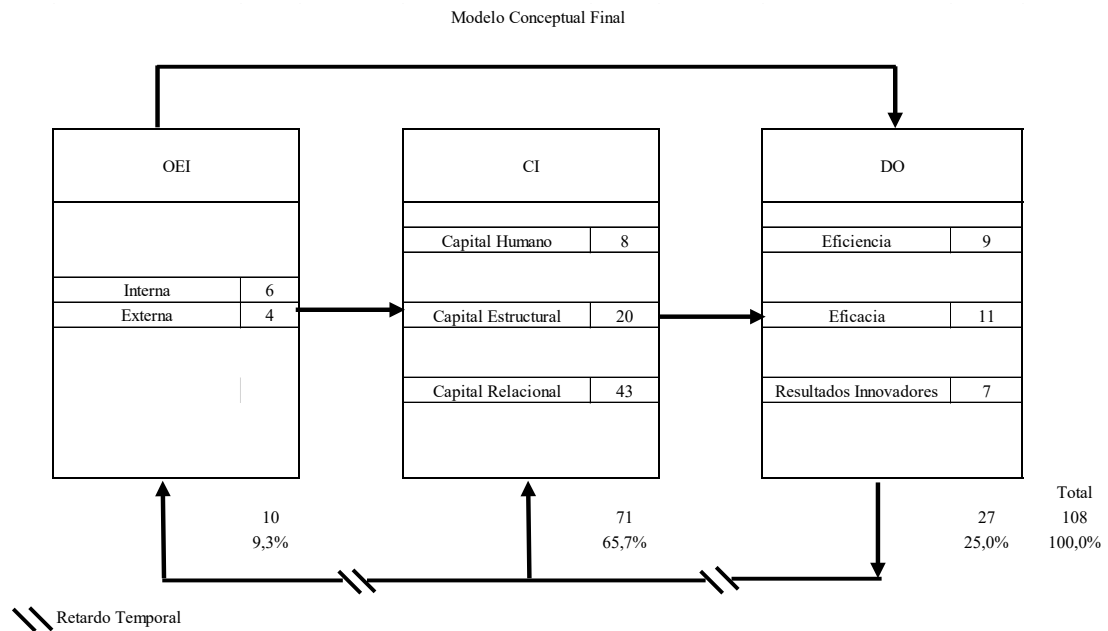 Modelo Conceptual Final
OEI
CI
DO
Capital Humano 8
Eficiencia 9
Interna 6
Externa 4
Capital Estructural 20
Eficacia 11
Capital Relacional 43
Resultados Innovadores 7
Total
10 71 27 108
9,3% 65,7% 25,0% 100,0%
Retardo Temporal